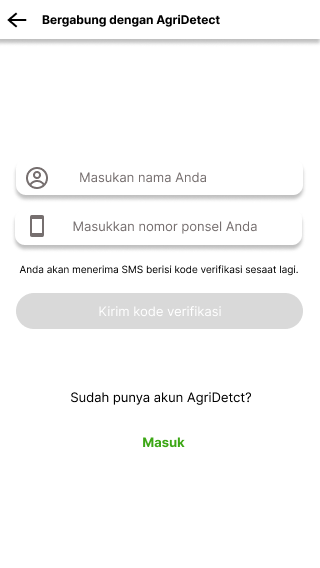 Bergabung dengan AgriDetect
Masukan nama Anda
Masukkan nomor ponsel Anda
Anda akan menerima SMS berisi kode verifikasi sesaat lagi.
Kirim kode verifikasi
Sudah punya akun AgriDetct?
Masuk